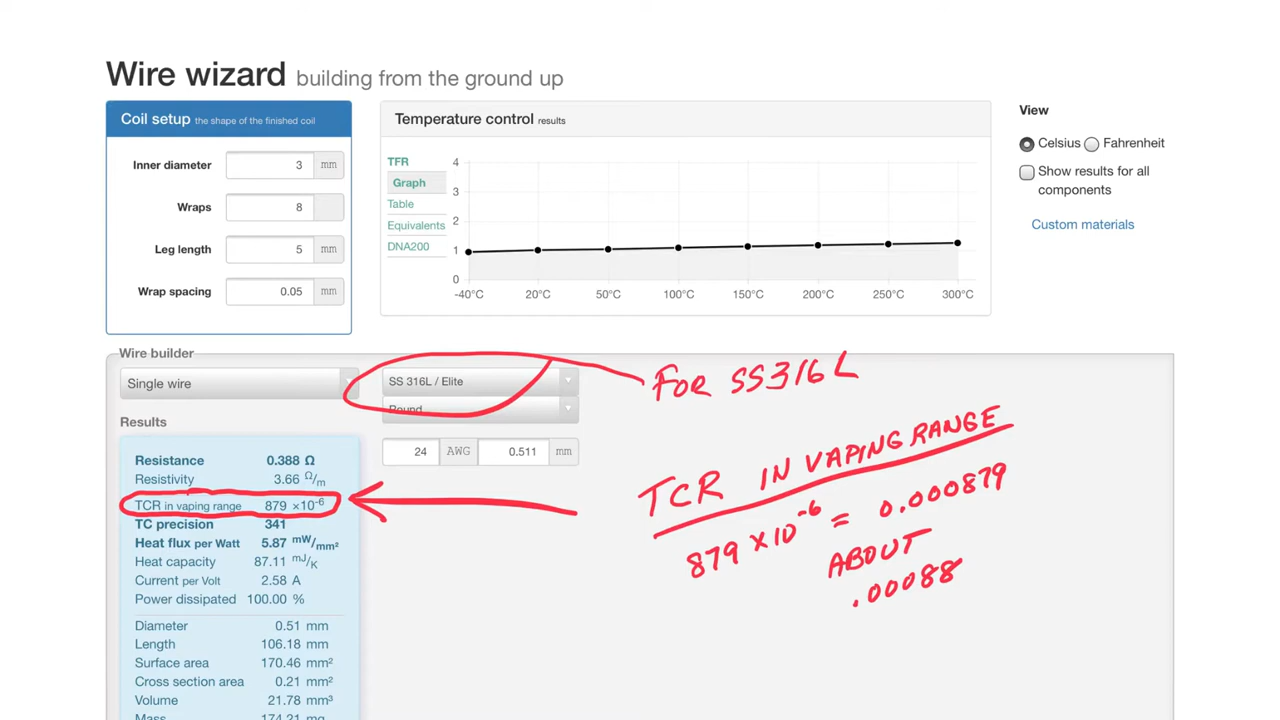 Wire wizard building from the ground up
Coil setup the shape of the finished coil
Inner diameter 3 mm
Wraps 8
Leg length 5 mm
Wrap spacing 0.05 mm
Temperature control results
TFR
Graph
Table
Equivalents
DNA200
4
3
2
1
0
-40°C 20°C 50°C 100°C 150°C 200°C 250°C 300°C
View
Celsius Fahrenheit
Show results for all
components
Custom materials
Wire builder
Single wire
SS 316L / Elite
Round
24 AWG 0.511 mm
Results
Resistance 0.388 Ω
Resistivity 3.66 Ω/m
TCR in vaping range 879 ×10⁻⁶
TC precision 341
Heat flux per Watt 5.87 mW/mm²
Heat capacity 87.11 mJ/K
Current per Volt 2.58 A
Power dissipated 100.00 %
Diameter 0.51 mm
Length 106.18 mm
Surface area 170.46 mm²
Cross section area 0.21 mm²
Volume 21.78 mm³
Mass 174.21 mg
FOR SS316L
TCR IN VAPING RANGE
879 ×10⁻⁶ = 0.000879
ABOUT
.00088